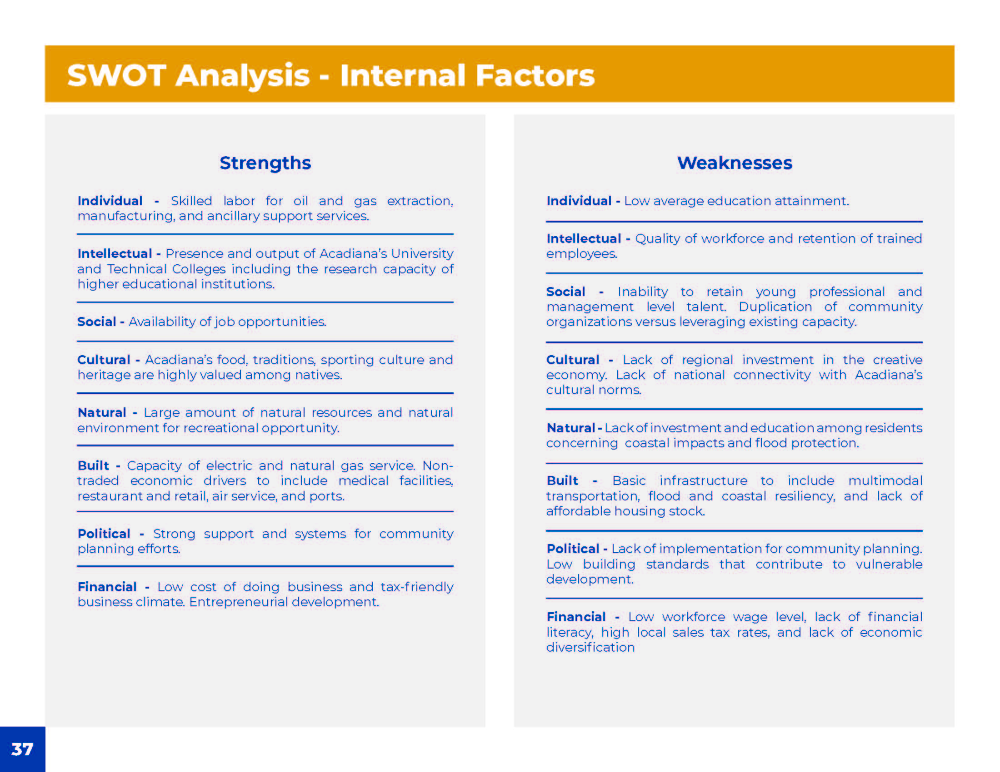 SWOT Analysis - Internal Factors
Strengths
Individual - Skilled labor for oil and gas extraction,
manufacturing, and ancillary support services.
Intellectual - Presence and output of Acadiana's University
and Technical Colleges including the research capacity of
higher educational institutions.
Social - Availability of job opportunities.
Cultural - Acadiana's food, traditions, sporting culture and
heritage are highly valued among natives.
Natural - Large amount of natural resources and natural
environment for recreational opportunity.
Built - Capacity of electric and natural gas service. Non-
traded economic drivers to include medical facilities,
restaurant and retail, air service, and ports.
Political - Strong support and systems for community
planning efforts.
Financial - Low cost of doing business and tax-friendly
business climate. Entrepreneurial development.
Weaknesses
Individual - Low average education attainment.
Intellectual - Quality of workforce and retention of trained
employees.
Social - Inability to retain young professional and
management level talent. Duplication of community
organizations versus leveraging existing capacity.
Cultural - Lack of regional investment in the creative
economy. Lack of national connectivity with Acadiana's
cultural norms.
Natural - Lack of investment and education among residents
concerning coastal impacts and flood protection.
Built - Basic infrastructure to include multimodal
transportation, flood and coastal resiliency, and lack of
affordable housing stock.
Political - Lack of implementation for community planning.
Low building standards that contribute to vulnerable
development.
Financial - Low workforce wage level, lack of financial
literacy, high local sales tax rates, and lack of economic
diversification
37